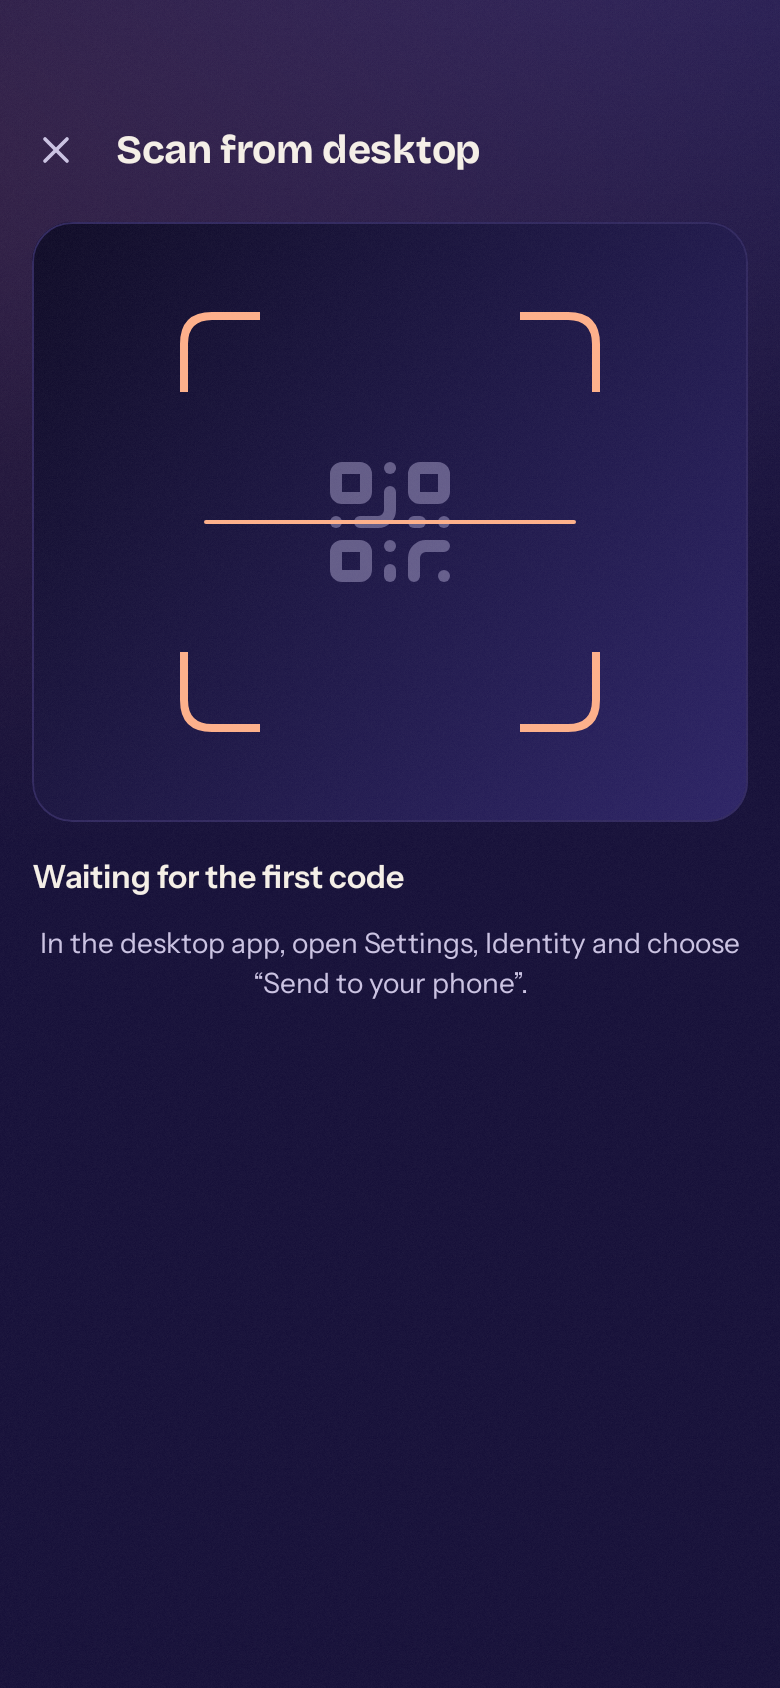 Scan from desktop
Waiting for the first code
In the desktop app, open Settings, Identity and choose
“Send to your phone”.